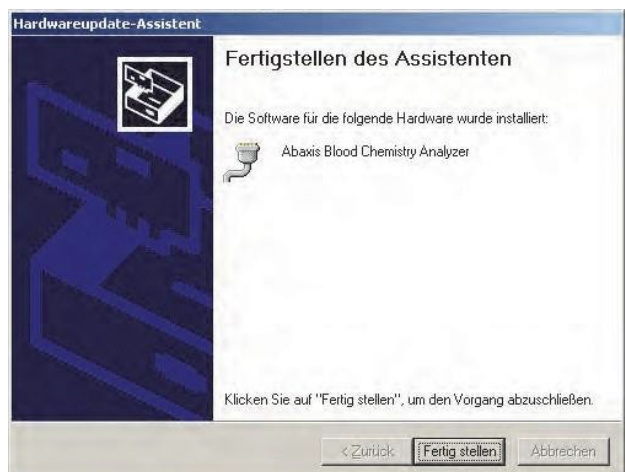 Hardwareupdate-Assistent
Fertigstellen des Assistenten
Die Software für die folgende Hardware wurde installiert:
Abaxis Blood Chemistry Analyzer
Klicken Sie auf "Fertig stellen", um den Vorgang abzuschließen.
< Zurück
Fertig stellen
Abbrechen